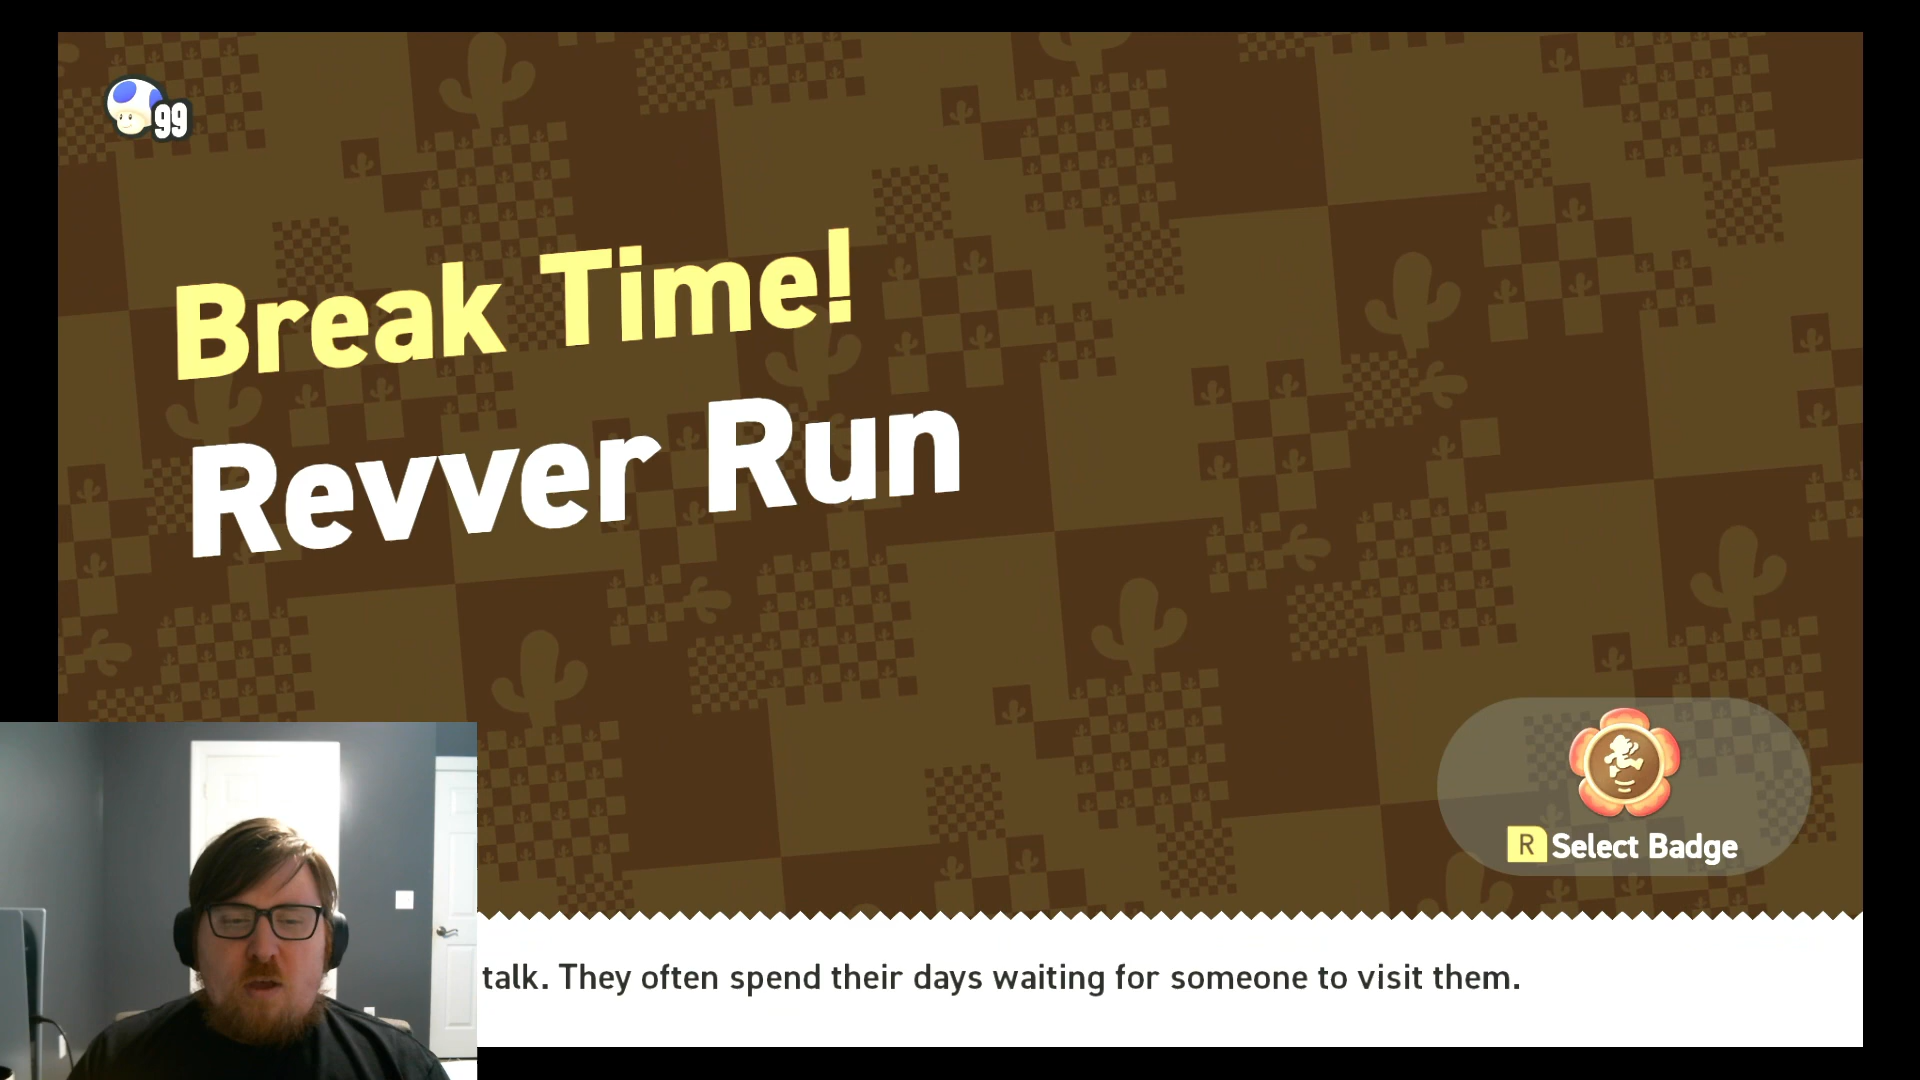 99
Break Time!
Revver Run
R Select Badge
talk. They often spend their days waiting for someone to visit them.